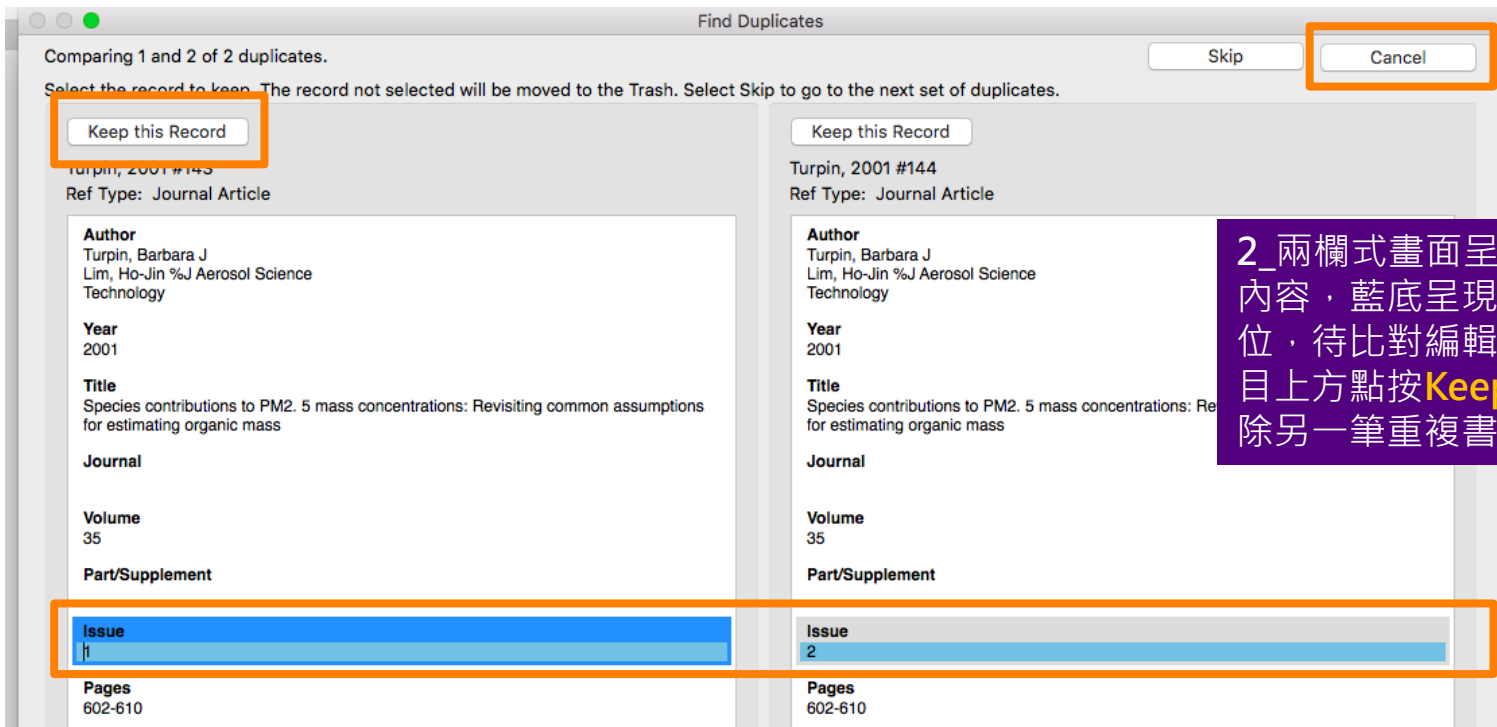 Find Duplicates
Comparing 1 and 2 of 2 duplicates.
Skip
Cancel
Select the record to keep. The record not selected will be moved to the Trash. Select Skip to go to the next set of duplicates.
Keep this Record
Turpin, 2001 #143
Ref Type: Journal Article
Author
Turpin, Barbara J
Lim, Ho-Jin %J Aerosol Science
Technology
Year
2001
Title
Species contributions to PM2. 5 mass concentrations: Revisiting common assumptions
for estimating organic mass
Journal
Volume
35
Part/Supplement
Issue
1
Pages
602-610
Keep this Record
Turpin, 2001 #144
Ref Type: Journal Article
Author
Turpin, Barbara J
Lim, Ho-Jin %J Aerosol Science
Technology
Year
2001
Title
Species contributions to PM2. 5 mass concentrations: Re
for estimating organic mass
Journal
Volume
35
Part/Supplement
Issue
2
Pages
602-610
2_兩欄式畫面呈
內容，藍底呈現
位，待比對編輯
目上方點按Keep
除另一筆重複書